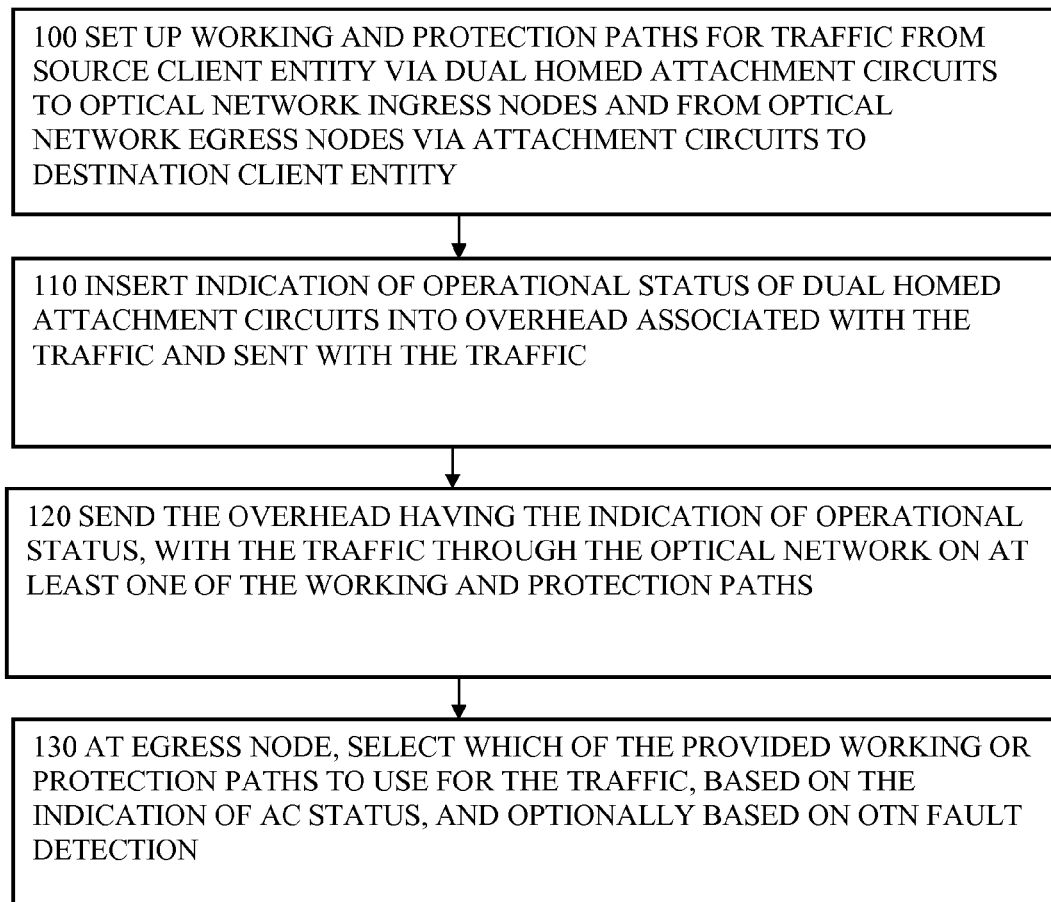 100 SET UP WORKING AND PROTECTION PATHS FOR TRAFFIC FROM
SOURCE CLIENT ENTITY VIA DUAL HOMED ATTACHMENT CIRCUITS
TO OPTICAL NETWORK INGRESS NODES AND FROM OPTICAL
NETWORK EGRESS NODES VIA ATTACHMENT CIRCUITS TO
DESTINATION CLIENT ENTITY
110 INSERT INDICATION OF OPERATIONAL STATUS OF DUAL HOMED
ATTACHMENT CIRCUITS INTO OVERHEAD ASSOCIATED WITH THE
TRAFFIC AND SENT WITH THE TRAFFIC
120 SEND THE OVERHEAD HAVING THE INDICATION OF OPERATIONAL
STATUS, WITH THE TRAFFIC THROUGH THE OPTICAL NETWORK ON AT
LEAST ONE OF THE WORKING AND PROTECTION PATHS
130 AT EGRESS NODE, SELECT WHICH OF THE PROVIDED WORKING OR
PROTECTION PATHS TO USE FOR THE TRAFFIC, BASED ON THE
INDICATION OF AC STATUS, AND OPTIONALLY BASED ON OTN FAULT
DETECTION